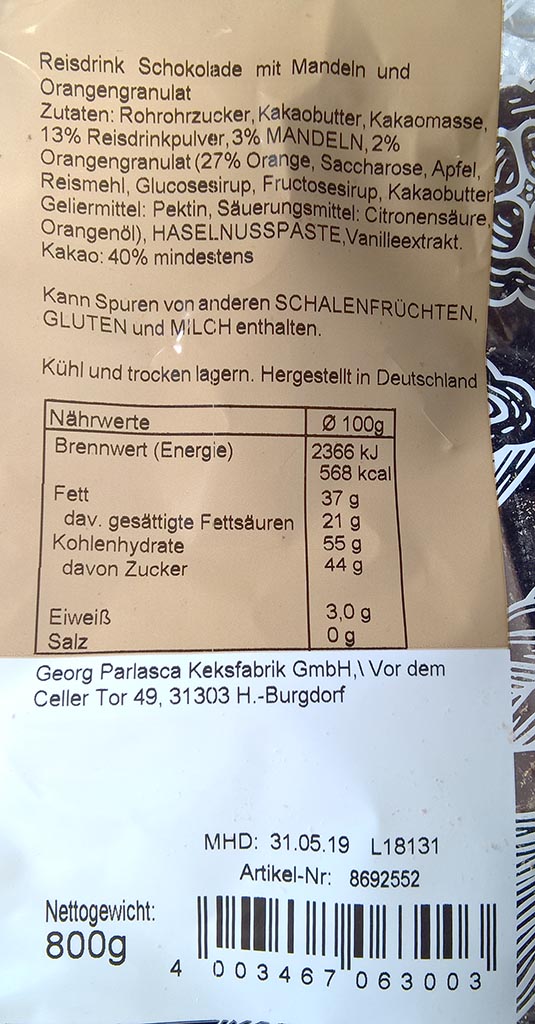 Reisdrink Schokolade mit Mandeln und
Orangengranulat
Zutaten: Rohrohrzucker, Kakaobutter, Kakaomasse,
13% Reisdrinkpulver, 3% MANDELN, 2%
Orangengranulat (27% Orange, Saccharose, Apfel,
Reismehl, Glucosesirup, Fructosesirup, Kakaobutter
Geliermittel: Pektin, Säuerungsmittel: Citronensäure,
Orangenöl), HASELNUSSPASTE, Vanilleextrakt.
Kakao: 40% mindestens
Kann Spuren von anderen SCHALENFRÜCHTEN,
GLUTEN und MILCH enthalten.
Kühl und trocken lagern. Hergestellt in Deutschland
Nährwerte Ø 100g
Brennwert (Energie) 2366 kJ
568 kcal
Fett 37 g
dav. gesättigte Fettsäuren 21 g
Kohlenhydrate 55 g
davon Zucker 44 g
Eiweiß 3,0 g
Salz 0 g
Georg Parlasca Keksfabrik GmbH,\ Vor dem
Celler Tor 49, 31303 H.-Burgdorf
MHD: 31.05.19 L18131
Artikel-Nr: 8692552
Nettogewicht:
800g
4 003467 063003